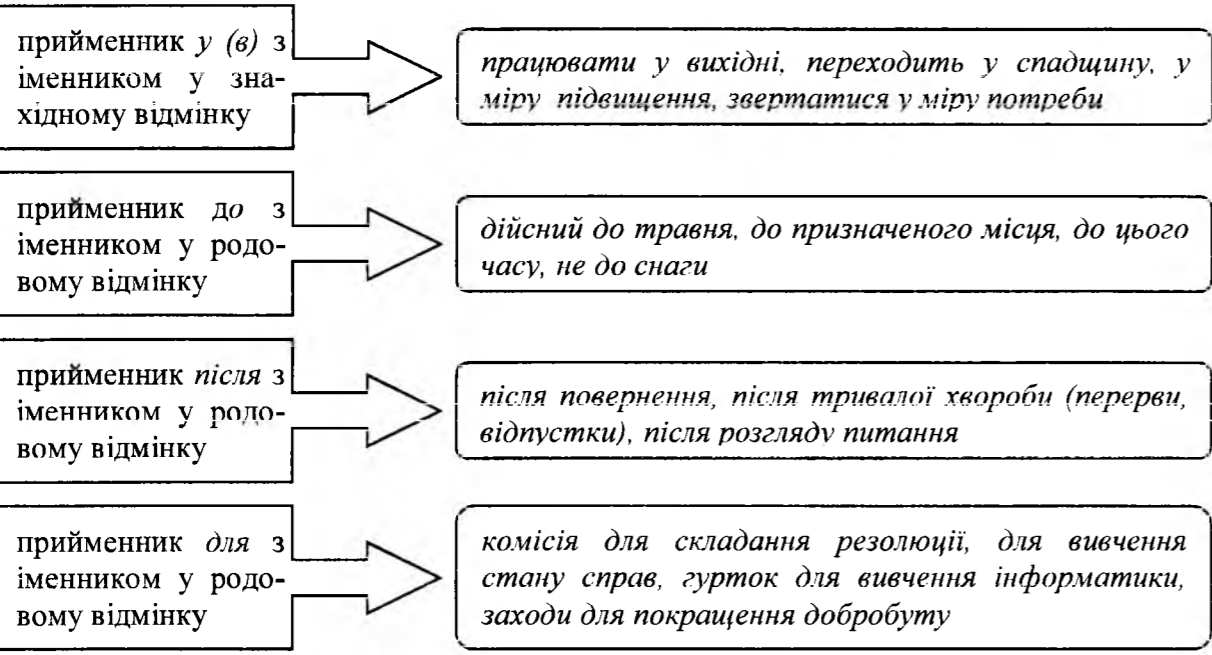 прийменник у (в) з
іменником у зна-
хідному відмінку
працювати у вихідні, переходить у спадщину, у
міру підвищення, звертатися у міру потреби
прийменник до з
іменником у родо-
вому відмінку
дійсний до травня, до призначеного місця, до цього
часу, не до снаги
прийменник після з
іменником у родо-
вому відмінку
після повернення, після тривалої хвороби (перерви,
відпустки), після розгляду питання
прийменник для з
іменником у родо-
вому відмінку
комісія для складання резолюції, для вивчення
стану справ, гурток для вивчення інформатики,
заходи для покращення добробуту